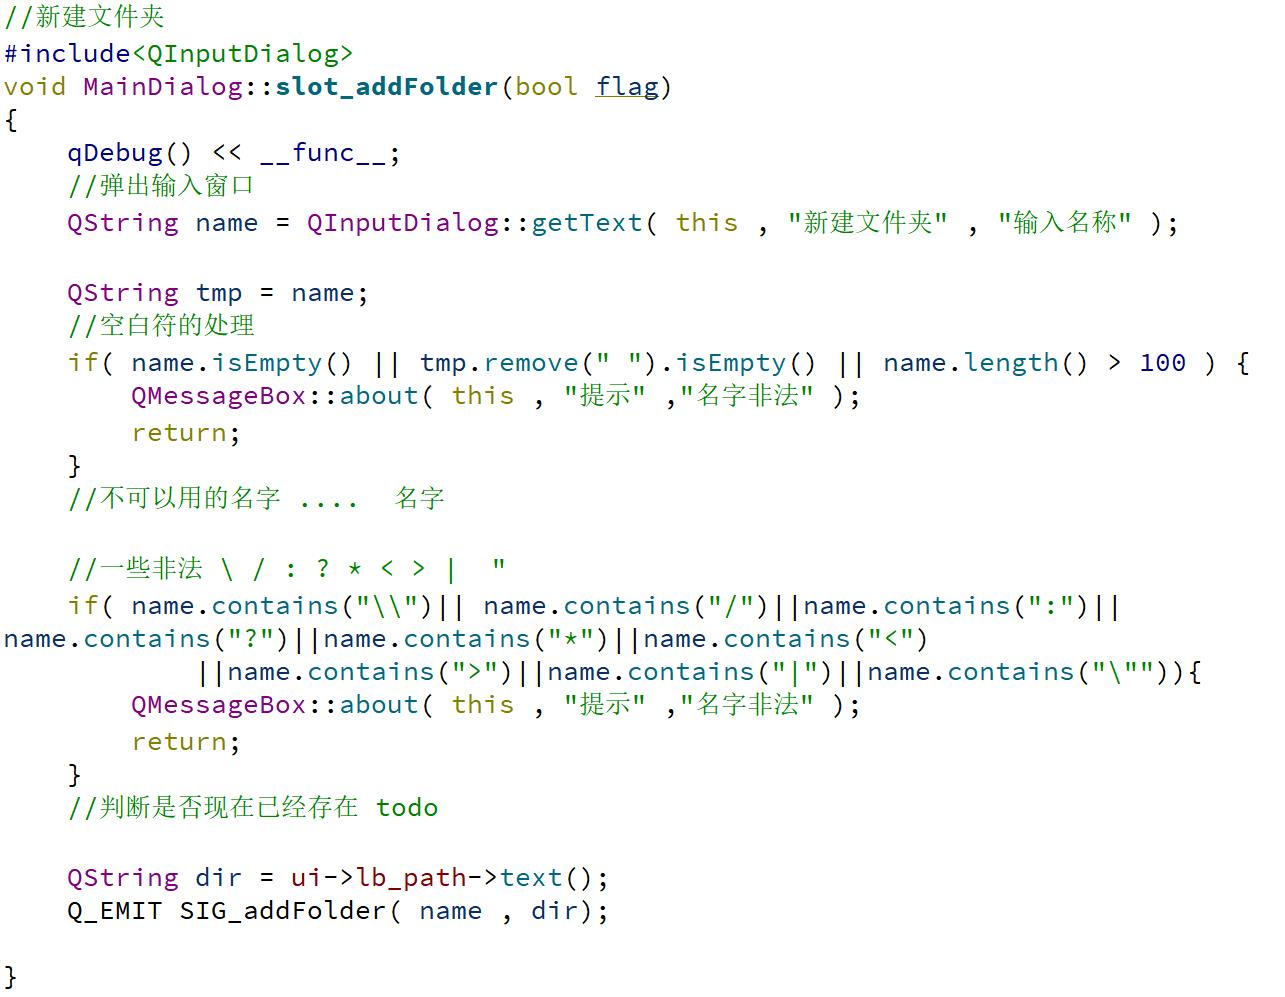 //新建文件夹
#include<QInputDialog>
void MainDialog::slot_addFolder(bool flag)
{
    qDebug() << __func__;
    //弹出输入窗口
    QString name = QInputDialog::getText( this , "新建文件夹" , "输入名称" );

    QString tmp = name;
    //空白符的处理
    if( name.isEmpty() || tmp.remove(" ").isEmpty() || name.length() > 100 ) {
        QMessageBox::about( this , "提示" ,"名字非法" );
        return;
    }
    //不可以用的名字 ....  名字

    //一些非法 \ / : ? * < > |  "
    if( name.contains("\\")|| name.contains("/")||name.contains(":")||
name.contains("?")||name.contains("*")||name.contains("<")
            ||name.contains(">")||name.contains("|")||name.contains("\"")){
        QMessageBox::about( this , "提示" ,"名字非法" );
        return;
    }
    //判断是否现在已经存在 todo

    QString dir = ui->lb_path->text();
    Q_EMIT SIG_addFolder( name , dir);

}